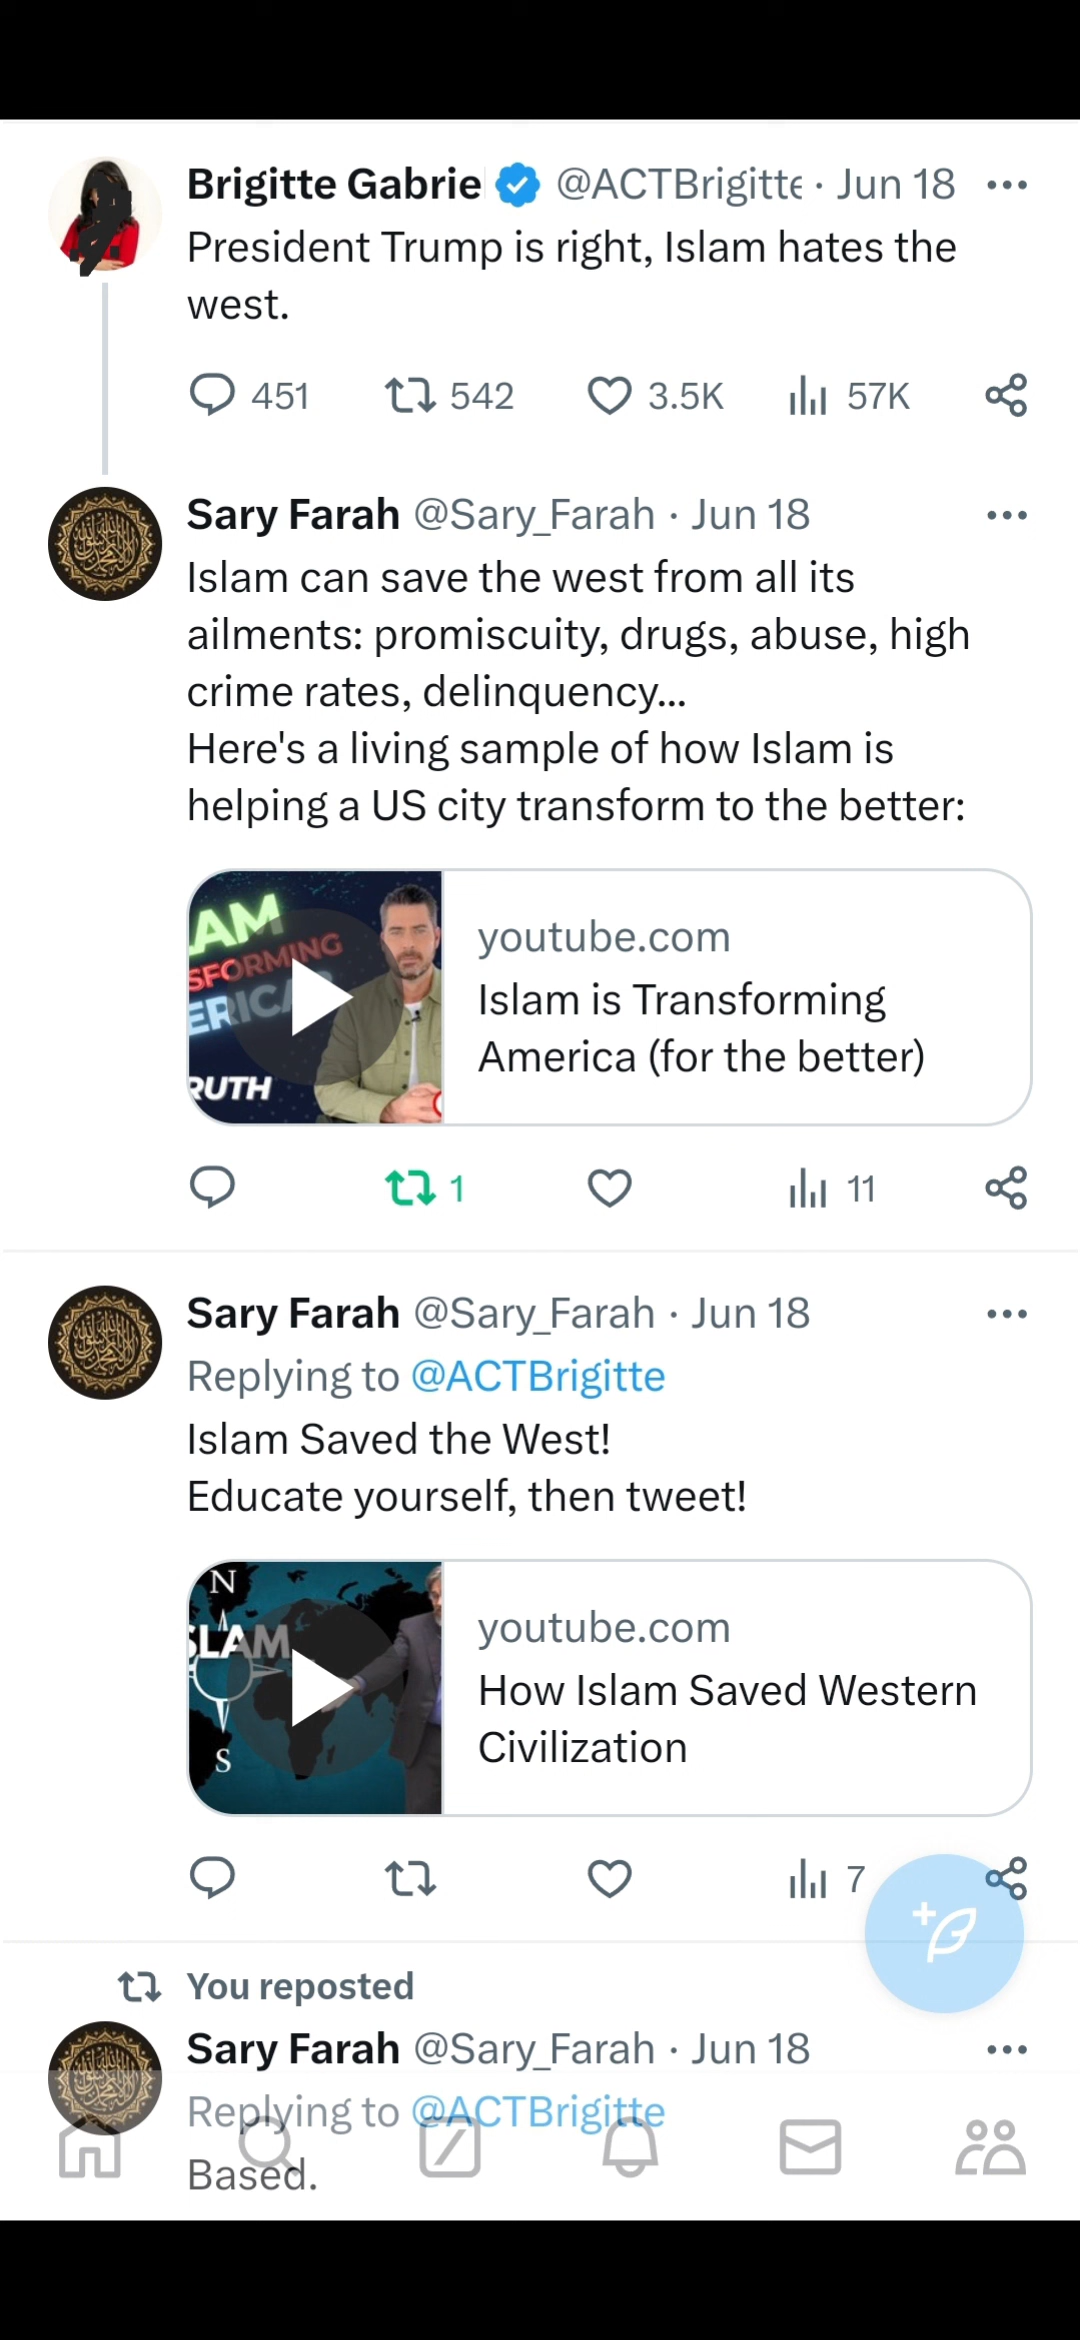 Brigitte Gabrie @ACTBrigitte · Jun 18
President Trump is right, Islam hates the
west.
451 542 3.5K 57K
Sary Farah @Sary_Farah · Jun 18
Islam can save the west from all its
ailments: promiscuity, drugs, abuse, high
crime rates, delinquency...
Here's a living sample of how Islam is
helping a US city transform to the better:
AM
SFORMING
ERICA
RUTH
youtube.com
Islam is Transforming
America (for the better)
1 11
Sary Farah @Sary_Farah · Jun 18
Replying to @ACTBrigitte
Islam Saved the West!
Educate yourself, then tweet!
N
SLAM
S
youtube.com
How Islam Saved Western
Civilization
7
You reposted
Sary Farah @Sary_Farah · Jun 18
Replying to @ACTBrigitte
Based.